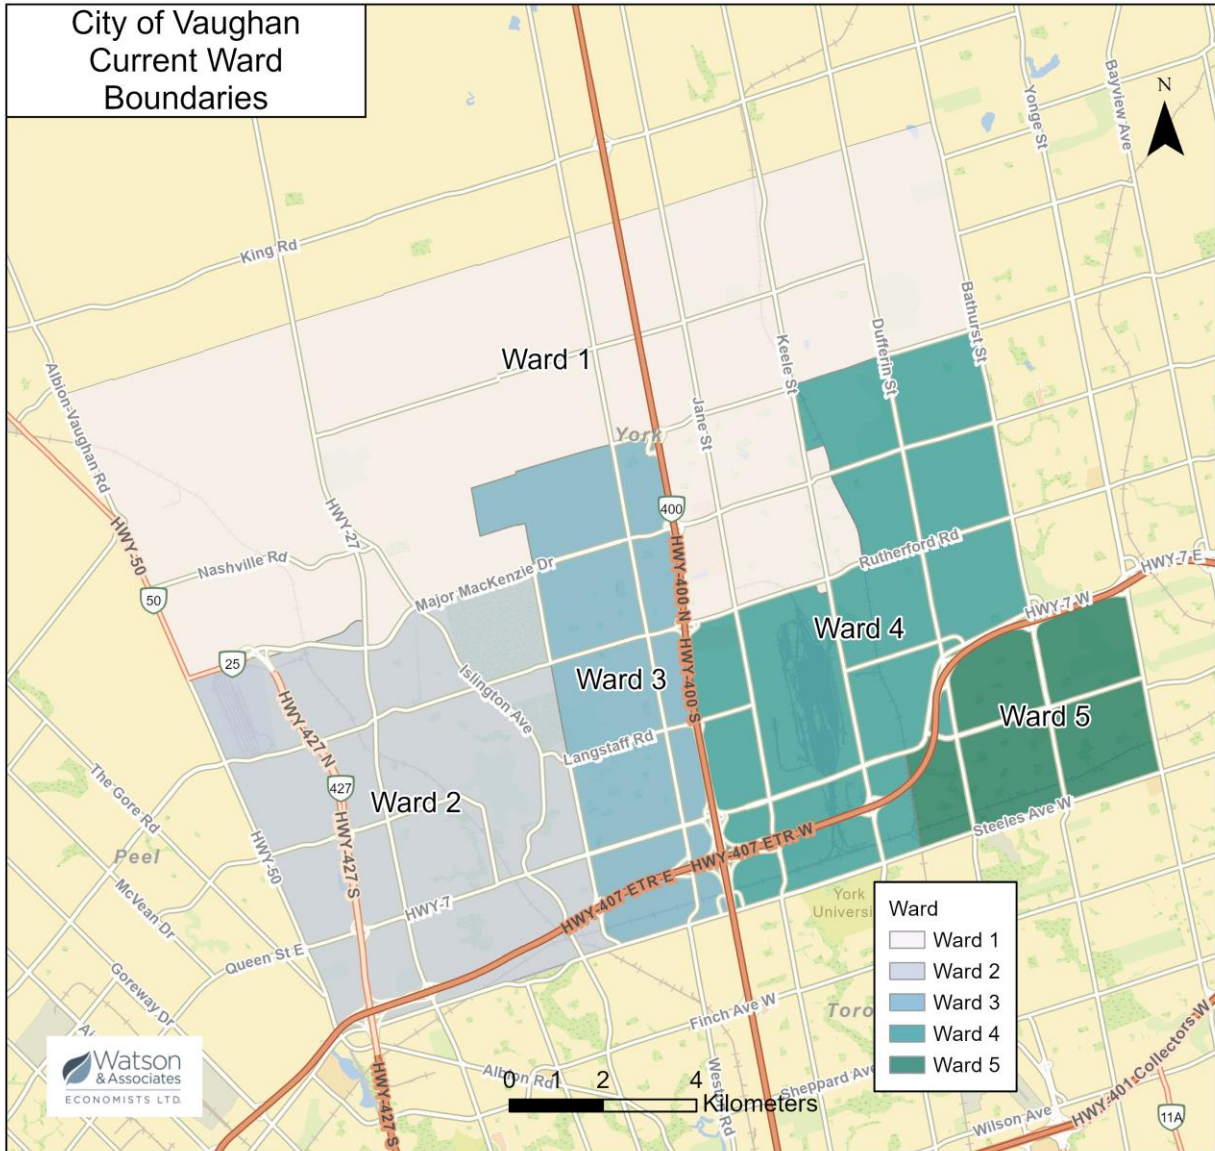 City of Vaughan
Current Ward
Boundaries
N
Yonge St
Bayview Ave
King Rd
Albion-Vaughan Rd
Ward 1
York
Jane St
Keele St
Dufferin St
Bathurst St
HWY-50
50
HWY-27
Nashville Rd
Major MacKenzie Dr
400
HWY-400 N
HWY-400 S
Rutherford Rd
HWY-7 E
HWY-7 W
25
Islington Ave
Ward 3
Ward 4
Ward 5
Langstaff Rd
HWY-427 N
427
HWY-427 S
Ward 2
The Gore Rd
Peel
McVean Dr
HWY-50
HWY-7
Queen St E
Goreway Dr
HWY-407 ETR E
HWY-407 ETR W
Steeles Ave W
York
Universi
Finch Ave W
Toro
Sheppard Ave
Wilson Ave
HWY-401 Collectors W
11A
Albion Rd
HWY-427 S
Ward
Ward 1
Ward 2
Ward 3
Ward 4
Ward 5
Watson
& Associates
ECONOMISTS LTD.
0 1 2 4
Kilometers